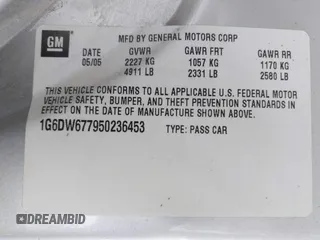 GM
MFD BY GENERAL MOTORS CORP
DATE GVWR GAWR FRT GAWR RR
05/05 2227 KG 1057 KG 1170 KG
4911 LB 2331 LB 2580 LB
THIS VEHICLE CONFORMS TO ALL APPLICABLE U.S. FEDERAL MOTOR
VEHICLE SAFETY, BUMPER, AND THEFT PREVENTION STANDARDS IN
EFFECT ON THE DATE OF MANUFACTURE SHOWN ABOVE.
1G6DW677950236453 TYPE: PASS CAR
© DEALERSCLUB